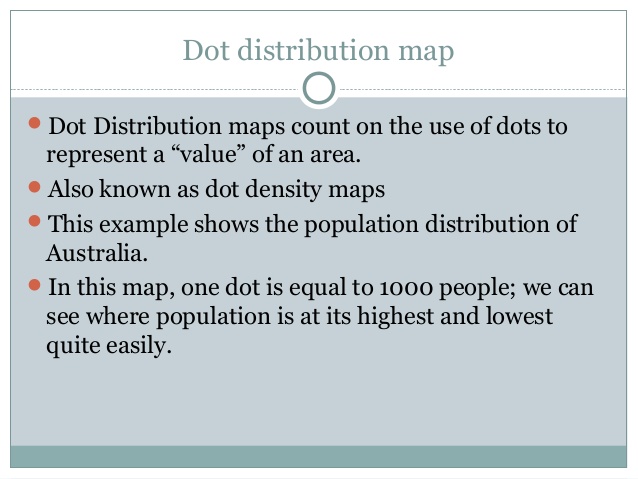 Dot distribution map
Dot Distribution maps count on the use of dots to
represent a “value” of an area.
Also known as dot density maps
This example shows the population distribution of
Australia.
In this map, one dot is equal to 1000 people; we can
see where population is at its highest and lowest
quite easily.